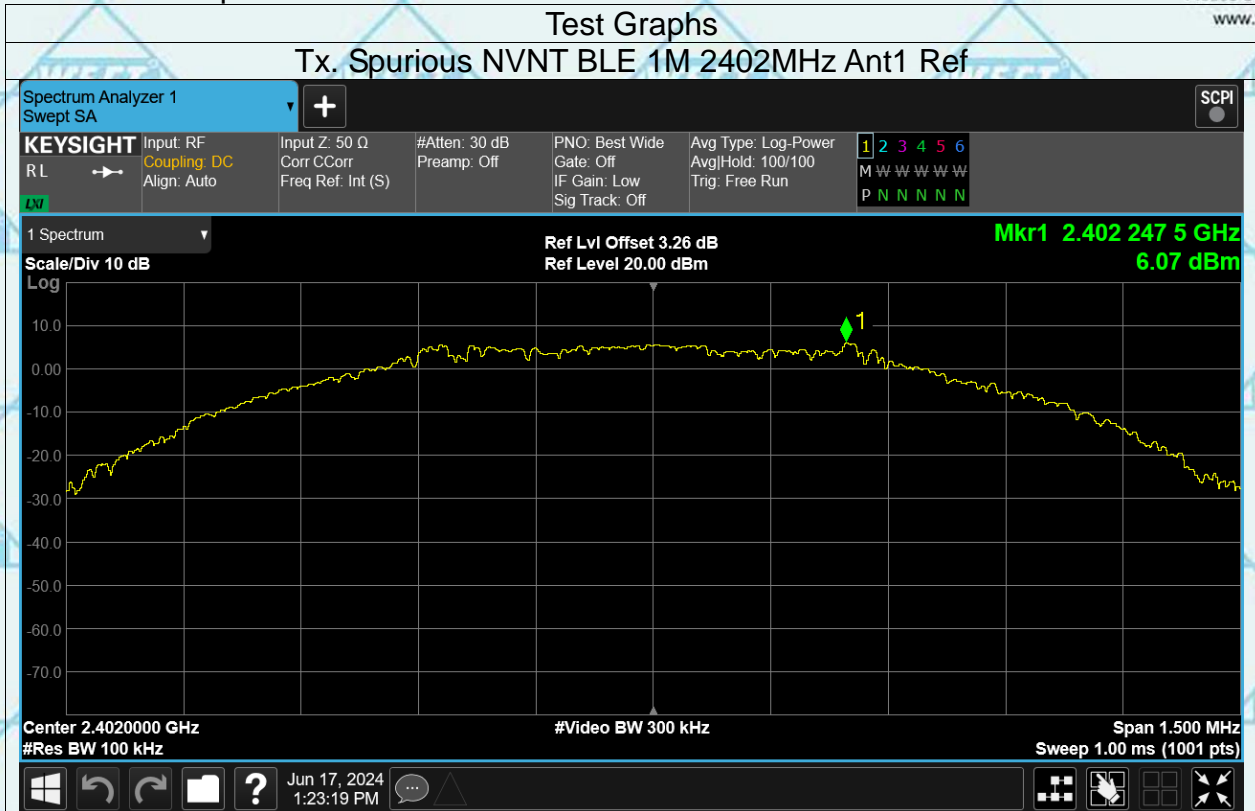 www.
Test Graphs
Tx. Spurious NVNT BLE 1M 2402MHz Ant1 Ref
Spectrum Analyzer 1
Swept SA
SCPI
KEYSIGHT
R L
LXI
Input: RF
Coupling: DC
Align: Auto
Input Z: 50 Ω
Corr CCorr
Freq Ref: Int (S)
#Atten: 30 dB
Preamp: Off
PNO: Best Wide
Gate: Off
IF Gain: Low
Sig Track: Off
Avg Type: Log-Power
Avg|Hold: 100/100
Trig: Free Run
1 2 3 4 5 6
M W W W W W
P N N N N N
1 Spectrum
Scale/Div 10 dB
Log
Ref Lvl Offset 3.26 dB
Ref Level 20.00 dBm
Mkr1 2.402 247 5 GHz
6.07 dBm
1
10.0
0.00
-10.0
-20.0
-30.0
-40.0
-50.0
-60.0
-70.0
Center 2.4020000 GHz
#Res BW 100 kHz
#Video BW 300 kHz
Span 1.500 MHz
Sweep 1.00 ms (1001 pts)
Jun 17, 2024
1:23:19 PM